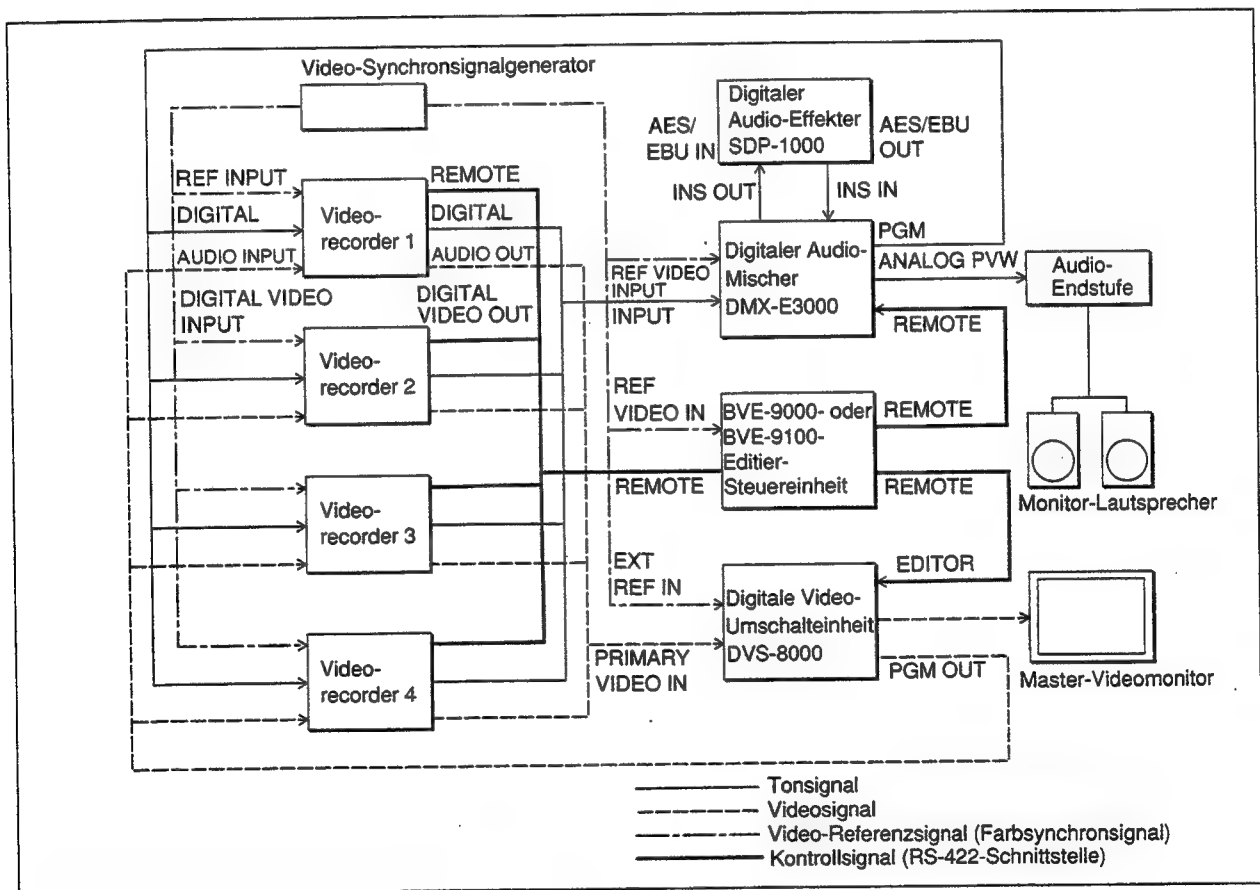 Video-Synchronsignalgenerator
Digitaler
Audio-Effekter
SDP-1000
AES/
EBU IN
AES/EBU
OUT
INS OUT
INS IN
REF INPUT
DIGITAL
AUDIO INPUT
DIGITAL VIDEO
INPUT
Video-
recorder 1
REMOTE
DIGITAL
AUDIO OUT
DIGITAL
VIDEO OUT
REF VIDEO
INPUT
INPUT
Digitaler Audio-
Mischer
DMX-E3000
PGM
ANALOG PVW
REMOTE
Audio-
Endstufe
Video-
recorder 2
REF
VIDEO IN
BVE-9000- oder
BVE-9100-
Editier-
Steuereinheit
REMOTE
REMOTE
REMOTE
Monitor-Lautsprecher
Video-
recorder 3
EXT
REF IN
EDITOR
Digitale Video-
Umschalteinheit
DVS-8000
Video-
recorder 4
PRIMARY
VIDEO IN
PGM OUT
Master-Videomonitor
Tonsignal
Videosignal
Video-Referenzsignal (Farbsynchronsignal)
Kontrollsignal (RS-422-Schnittstelle)